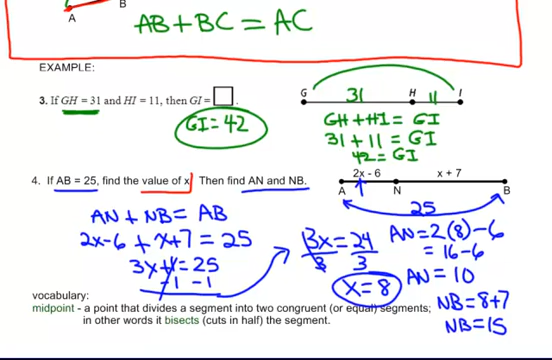 A B
AB + BC = AC
EXAMPLE:
3. If GH = 31 and HI = 11, then GI =
GI = 42
G 31 H 11 I
GH + HI = GI
31 + 11 = GI
42 = GI
4. If AB = 25, find the value of x. Then find AN and NB.
2x - 6 x + 7
A N B
25
AN + NB = AB
2x - 6 + x + 7 = 25
3x + 1 = 25
-1 -1
3x = 24
3 3
x = 8
AN = 2(8) - 6
= 16 - 6
AN = 10
NB = 8 + 7
NB = 15
vocabulary:
midpoint - a point that divides a segment into two congruent (or equal) segments;
in other words it bisects (cuts in half) the segment.